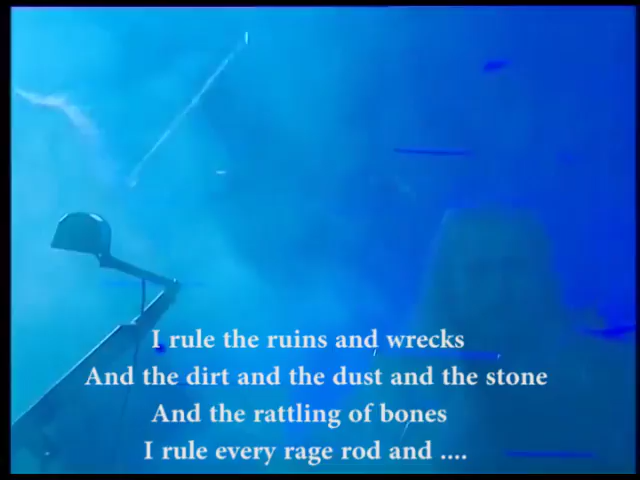 I rule the ruins and wrecks
And the dirt and the dust and the stone
And the rattling of bones
I rule every rage rod and ....